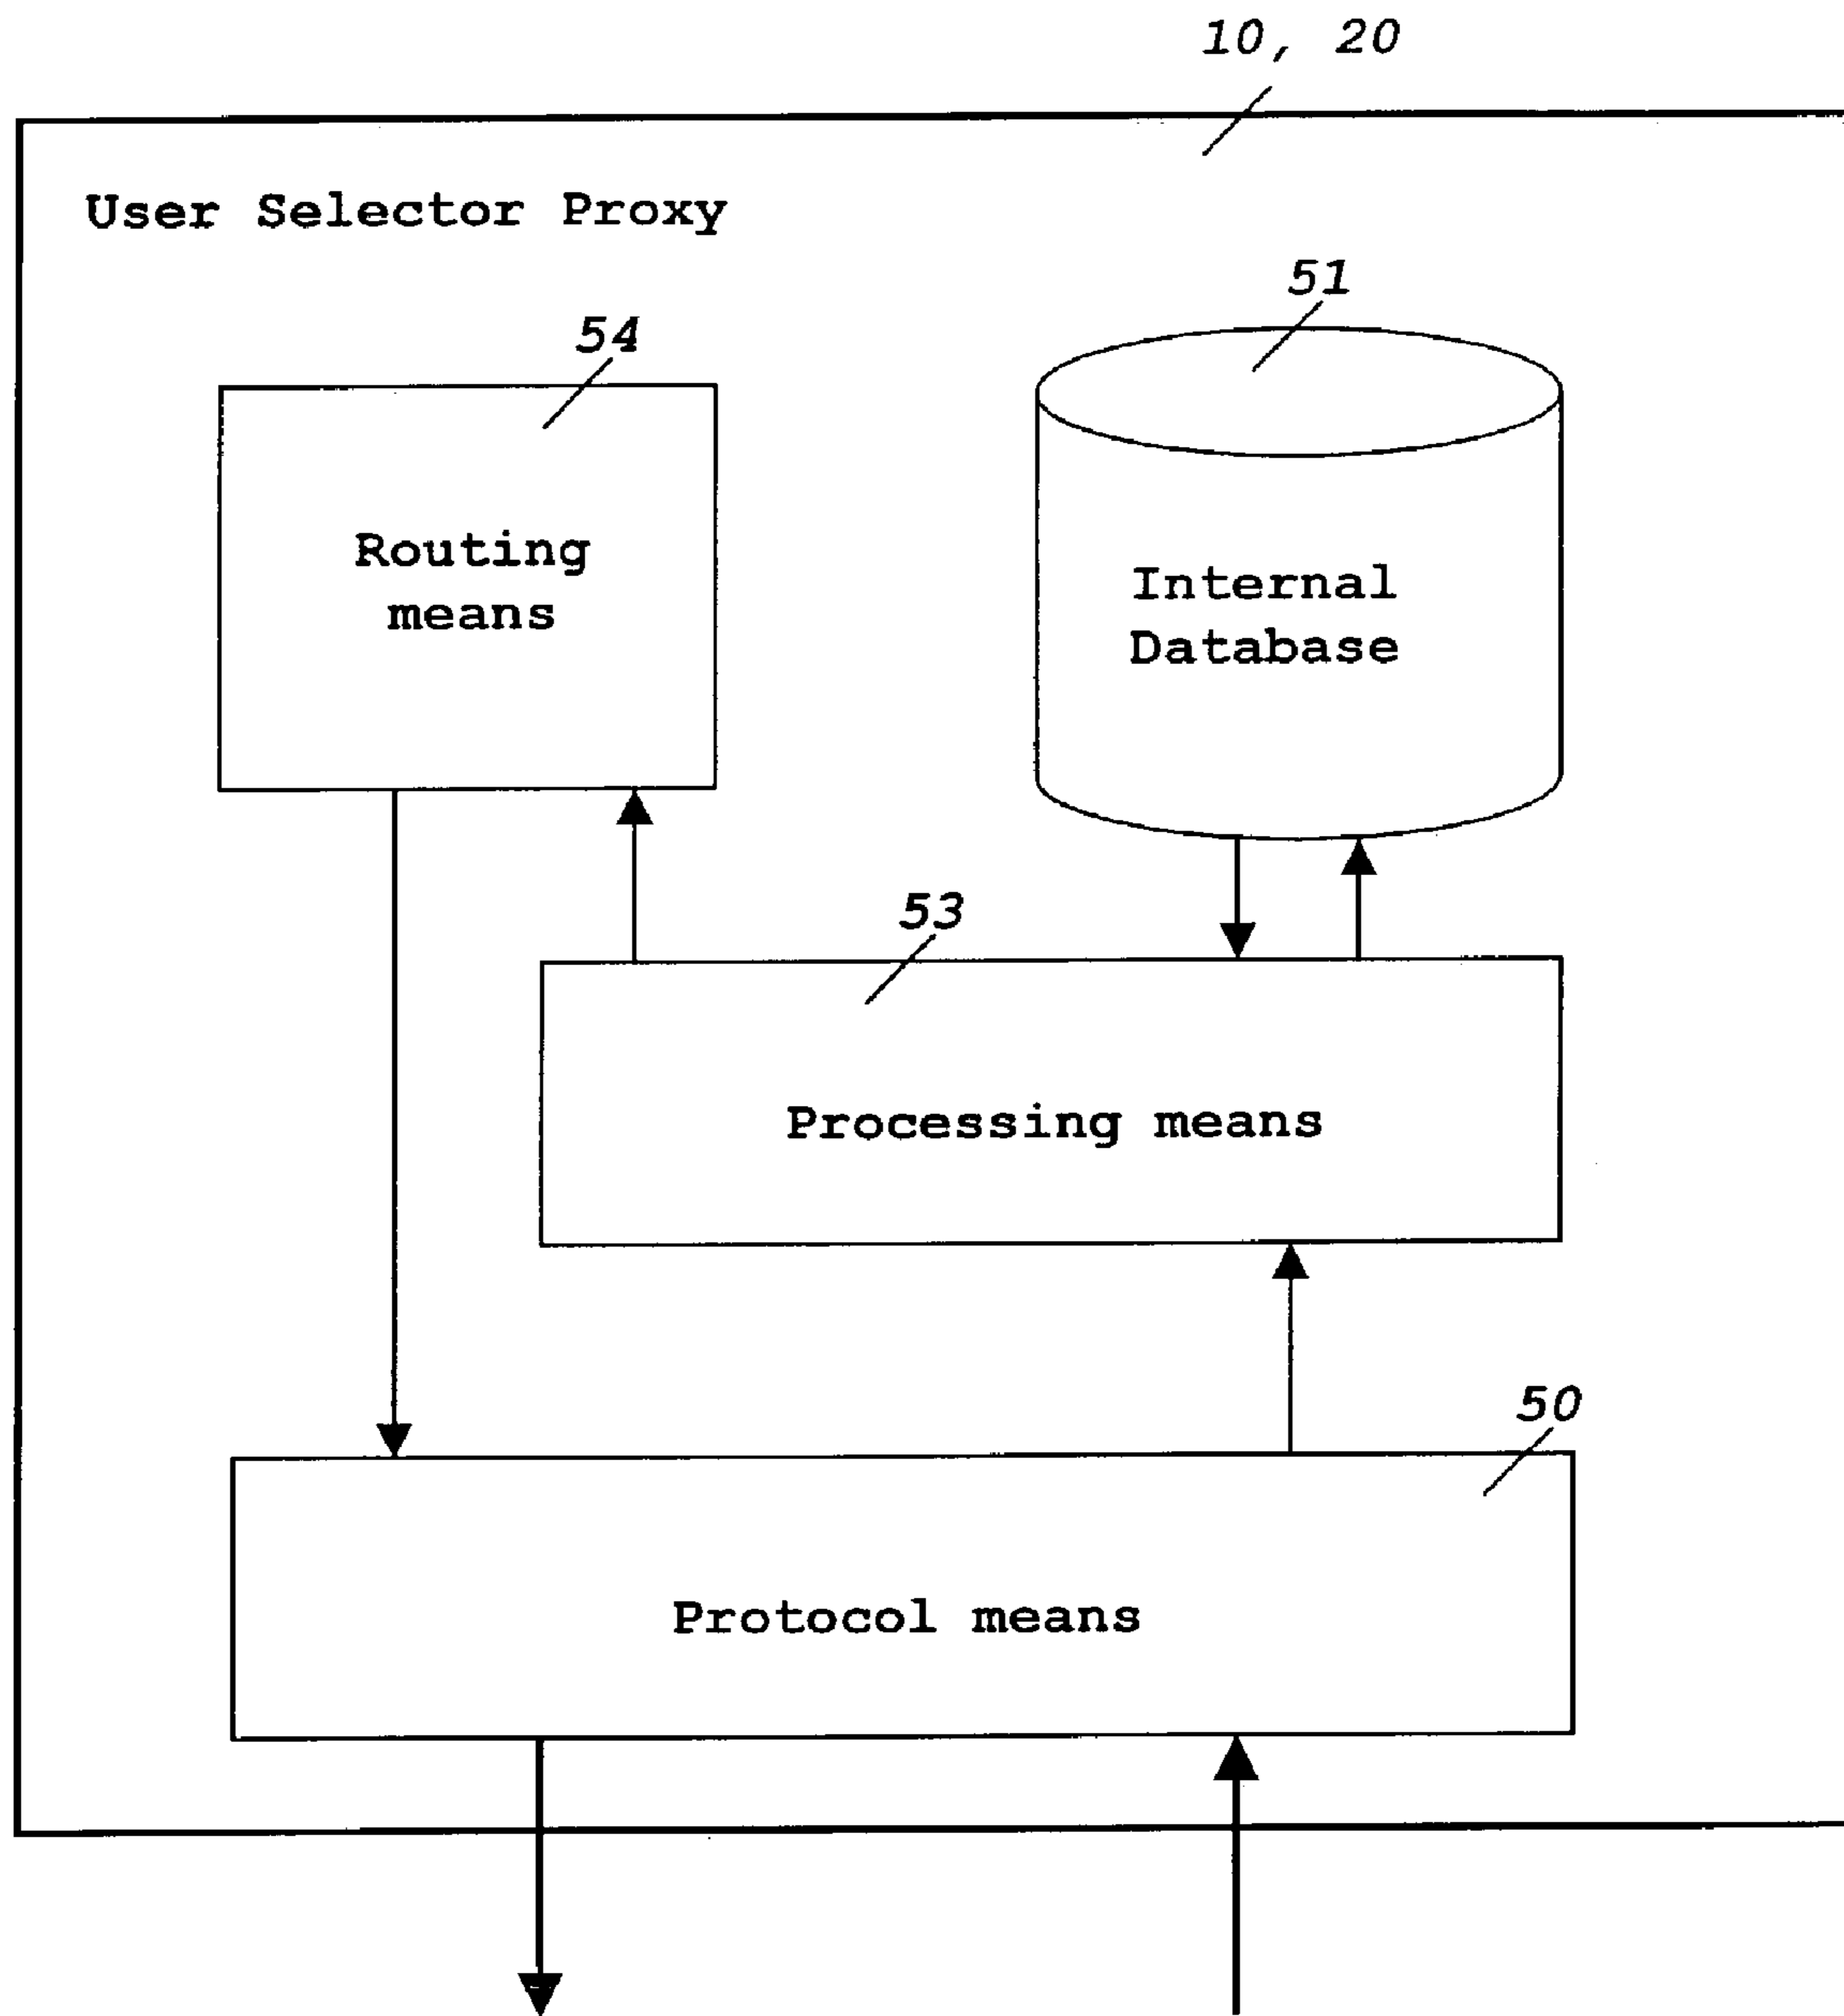 10, 20
User Selector Proxy
51
54
Routing
means
Internal
Database
53
Processing means
50
Protocol means